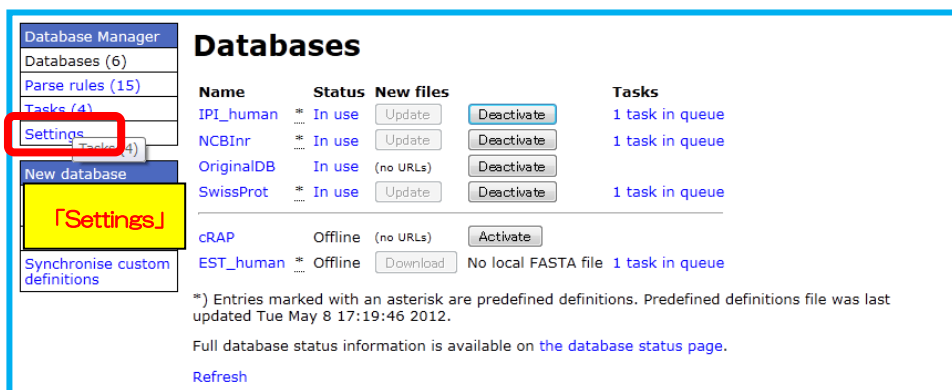 Database Manager
Databases (6)
Parse rules (15)
Tasks (4)
Settings
Tasks (4)
New database
「Settings」
Synchronise custom
definitions
Databases
Name Status New files Tasks
IPI_human * In use Update Deactivate 1 task in queue
NCBInr * In use Update Deactivate 1 task in queue
OriginalDB In use (no URLs) Deactivate
SwissProt * In use Update Deactivate 1 task in queue
cRAP Offline (no URLs) Activate
EST_human * Offline Download No local FASTA file 1 task in queue
*) Entries marked with an asterisk are predefined definitions. Predefined definitions file was last
updated Tue May 8 17:19:46 2012.
Full database status information is available on the database status page.
Refresh